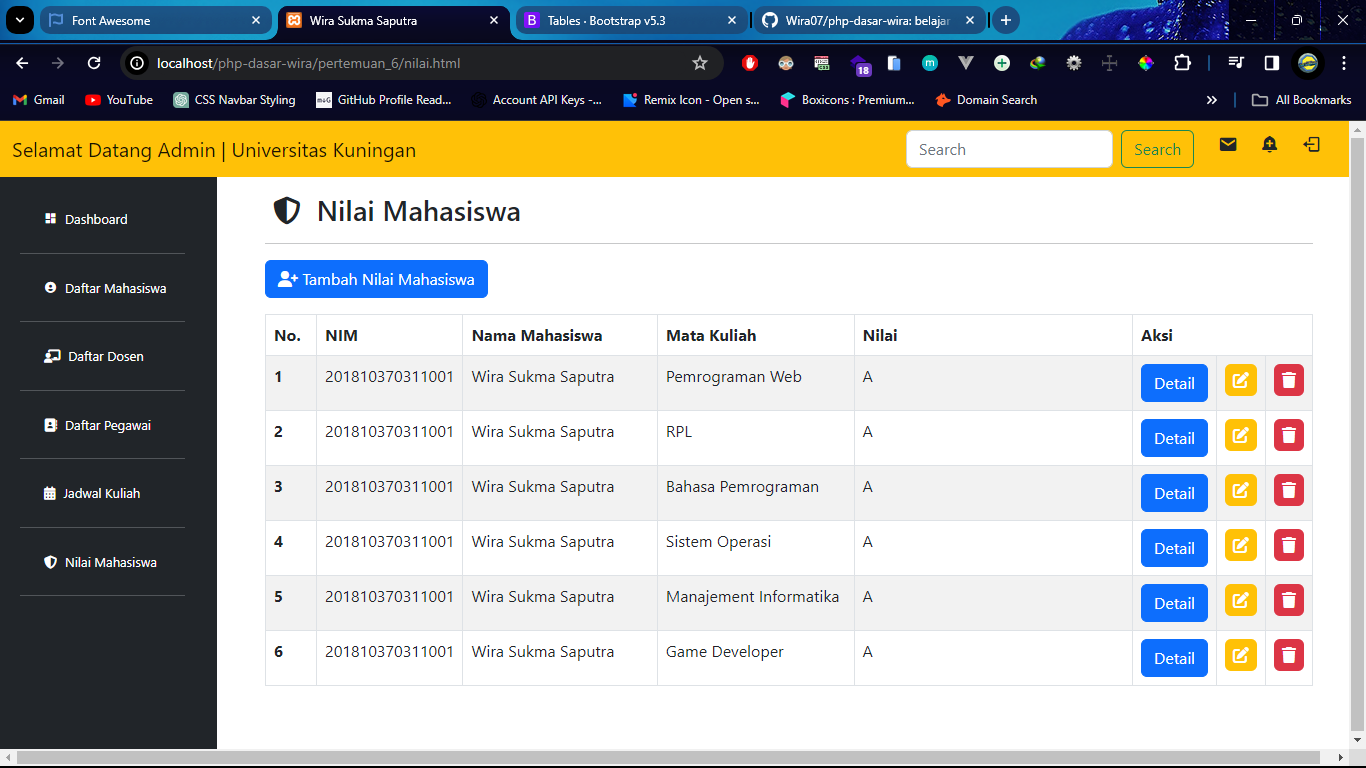 Font Awesome
Wira Sukma Saputra
Tables · Bootstrap v5.3
Wira07/php-dasar-wira: belajar
localhost/php-dasar-wira/pertemuan_6/nilai.html
18
Gmail
YouTube
CSS Navbar Styling
GitHub Profile Read...
Account API Keys -...
Remix Icon - Open s...
Boxicons : Premium...
Domain Search
All Bookmarks
Selamat Datang Admin | Universitas Kuningan
Search
Search
Dashboard
Daftar Mahasiswa
Daftar Dosen
Daftar Pegawai
Jadwal Kuliah
Nilai Mahasiswa
Nilai Mahasiswa
Tambah Nilai Mahasiswa
No. NIM Nama Mahasiswa Mata Kuliah Nilai Aksi
1 201810370311001 Wira Sukma Saputra Pemrograman Web A Detail
2 201810370311001 Wira Sukma Saputra RPL A Detail
3 201810370311001 Wira Sukma Saputra Bahasa Pemrograman A Detail
4 201810370311001 Wira Sukma Saputra Sistem Operasi A Detail
5 201810370311001 Wira Sukma Saputra Manajement Informatika A Detail
6 201810370311001 Wira Sukma Saputra Game Developer A Detail